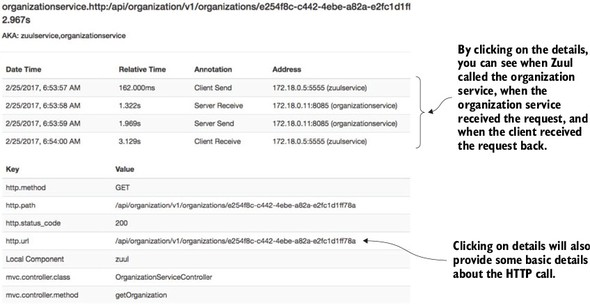 organizationservice.http:/api/organization/v1/organizations/e254f8c-c442-4ebe-a82a-e2fc1d1ff
2.967s
AKA: zuulservice,organizationservice
Date Time Relative Time Annotation Address
2/25/2017, 6:53:57 AM 162.000ms Client Send 172.18.0.5:5555 (zuulservice)
2/25/2017, 6:53:58 AM 1.322s Server Receive 172.18.0.11:8085 (organizationservice)
2/25/2017, 6:53:59 AM 1.969s Server Send 172.18.0.11:8085 (organizationservice)
2/25/2017, 6:54:00 AM 3.129s Client Receive 172.18.0.5:5555 (zuulservice)
By clicking on the details,
you can see when Zuul
called the organization
service, when the
organization service
received the request, and
when the client received
the request back.
Key Value
http.method GET
http.path /api/organization/v1/organizations/e254f8c-c442-4ebe-a82a-e2fc1d1ff78a
http.status_code 200
http.url /api/organization/v1/organizations/e254f8c-c442-4ebe-a82a-e2fc1d1ff78a
Local Component zuul
mvc.controller.class OrganizationServiceController
mvc.controller.method getOrganization
Clicking on details will also
provide some basic details
about the HTTP call.